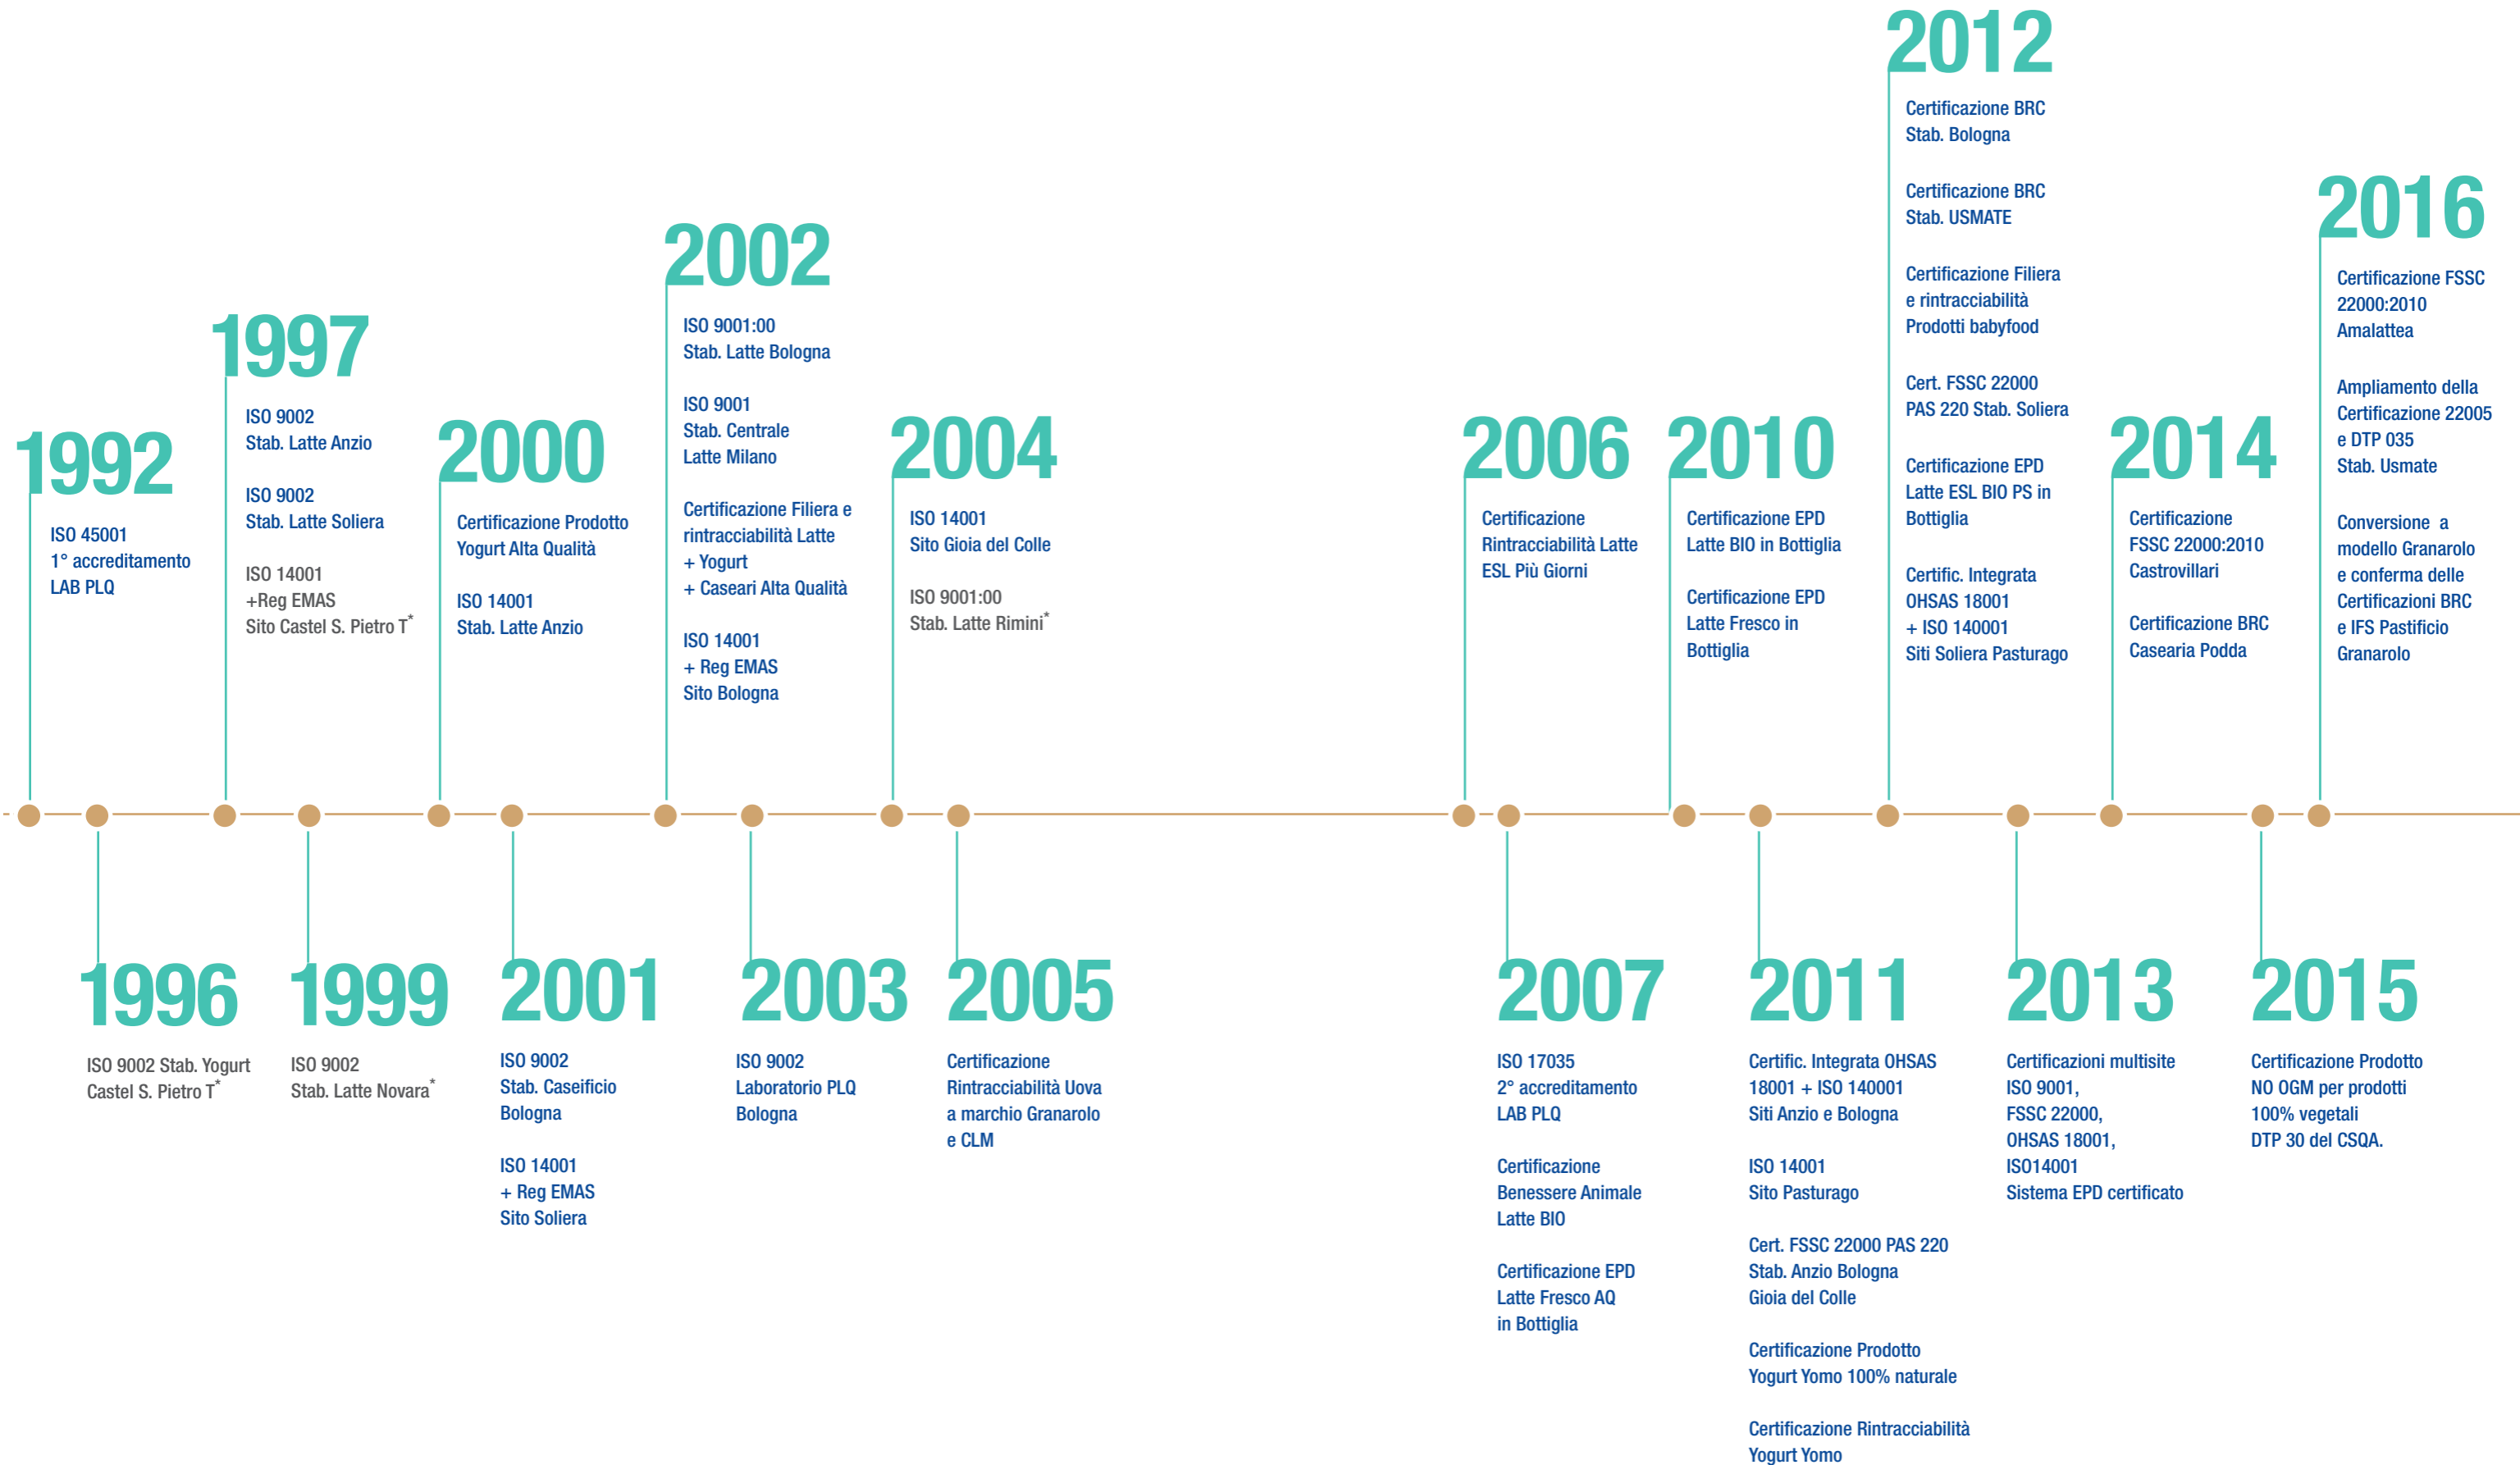 1992
ISO 45001
1° accreditamento
LAB PLQ
1996
ISO 9002 Stab. Yogurt
Castel S. Pietro T*
1997
ISO 9002
Stab. Latte Anzio
ISO 9002
Stab. Latte Soliera
ISO 14001
+Reg EMAS
Sito Castel S. Pietro T*
1999
ISO 9002
Stab. Latte Novara*
2000
Certificazione Prodotto
Yogurt Alta Qualità
ISO 14001
Stab. Latte Anzio
2001
ISO 9002
Stab. Caseificio
Bologna
ISO 14001
+ Reg EMAS
Sito Soliera
2002
ISO 9001:00
Stab. Latte Bologna
ISO 9001
Stab. Centrale
Latte Milano
Certificazione Filiera e
rintracciabilità Latte
+ Yogurt
+ Caseari Alta Qualità
ISO 14001
+ Reg EMAS
Sito Bologna
2003
ISO 9002
Laboratorio PLQ
Bologna
2004
ISO 14001
Sito Gioia del Colle
ISO 9001:00
Stab. Latte Rimini*
2005
Certificazione
Rintracciabilità Uova
a marchio Granarolo
e CLM
2006
Certificazione
Rintracciabilità Latte
ESL Più Giorni
2007
ISO 17035
2° accreditamento
LAB PLQ
Certificazione
Benessere Animale
Latte BIO
Certificazione EPD
Latte Fresco AQ
in Bottiglia
2010
Certificazione EPD
Latte BIO in Bottiglia
Certificazione EPD
Latte Fresco in
Bottiglia
2011
Certific. Integrata OHSAS
18001 + ISO 140001
Siti Anzio e Bologna
ISO 14001
Sito Pasturago
Cert. FSSC 22000 PAS 220
Stab. Anzio Bologna
Gioia del Colle
Certificazione Prodotto
Yogurt Yomo 100% naturale
Certificazione Rintracciabilità
Yogurt Yomo
2012
Certificazione BRC
Stab. Bologna
Certificazione BRC
Stab. USMATE
Certificazione Filiera
e rintracciabilità
Prodotti babyfood
Cert. FSSC 22000
PAS 220 Stab. Soliera
Certificazione EPD
Latte ESL BIO PS in
Bottiglia
Certific. Integrata
OHSAS 18001
+ ISO 140001
Siti Soliera Pasturago
2013
Certificazioni multisite
ISO 9001,
FSSC 22000,
OHSAS 18001,
ISO14001
Sistema EPD certificato
2014
Certificazione
FSSC 22000:2010
Castrovillari
Certificazione BRC
Casearia Podda
2015
Certificazione Prodotto
NO OGM per prodotti
100% vegetali
DTP 30 del CSQA.
2016
Certificazione FSSC
22000:2010
Amalattea
Ampliamento della
Certificazione 22005
e DTP 035
Stab. Usmate
Conversione a
modello Granarolo
e conferma delle
Certificazioni BRC
e IFS Pastificio
Granarolo